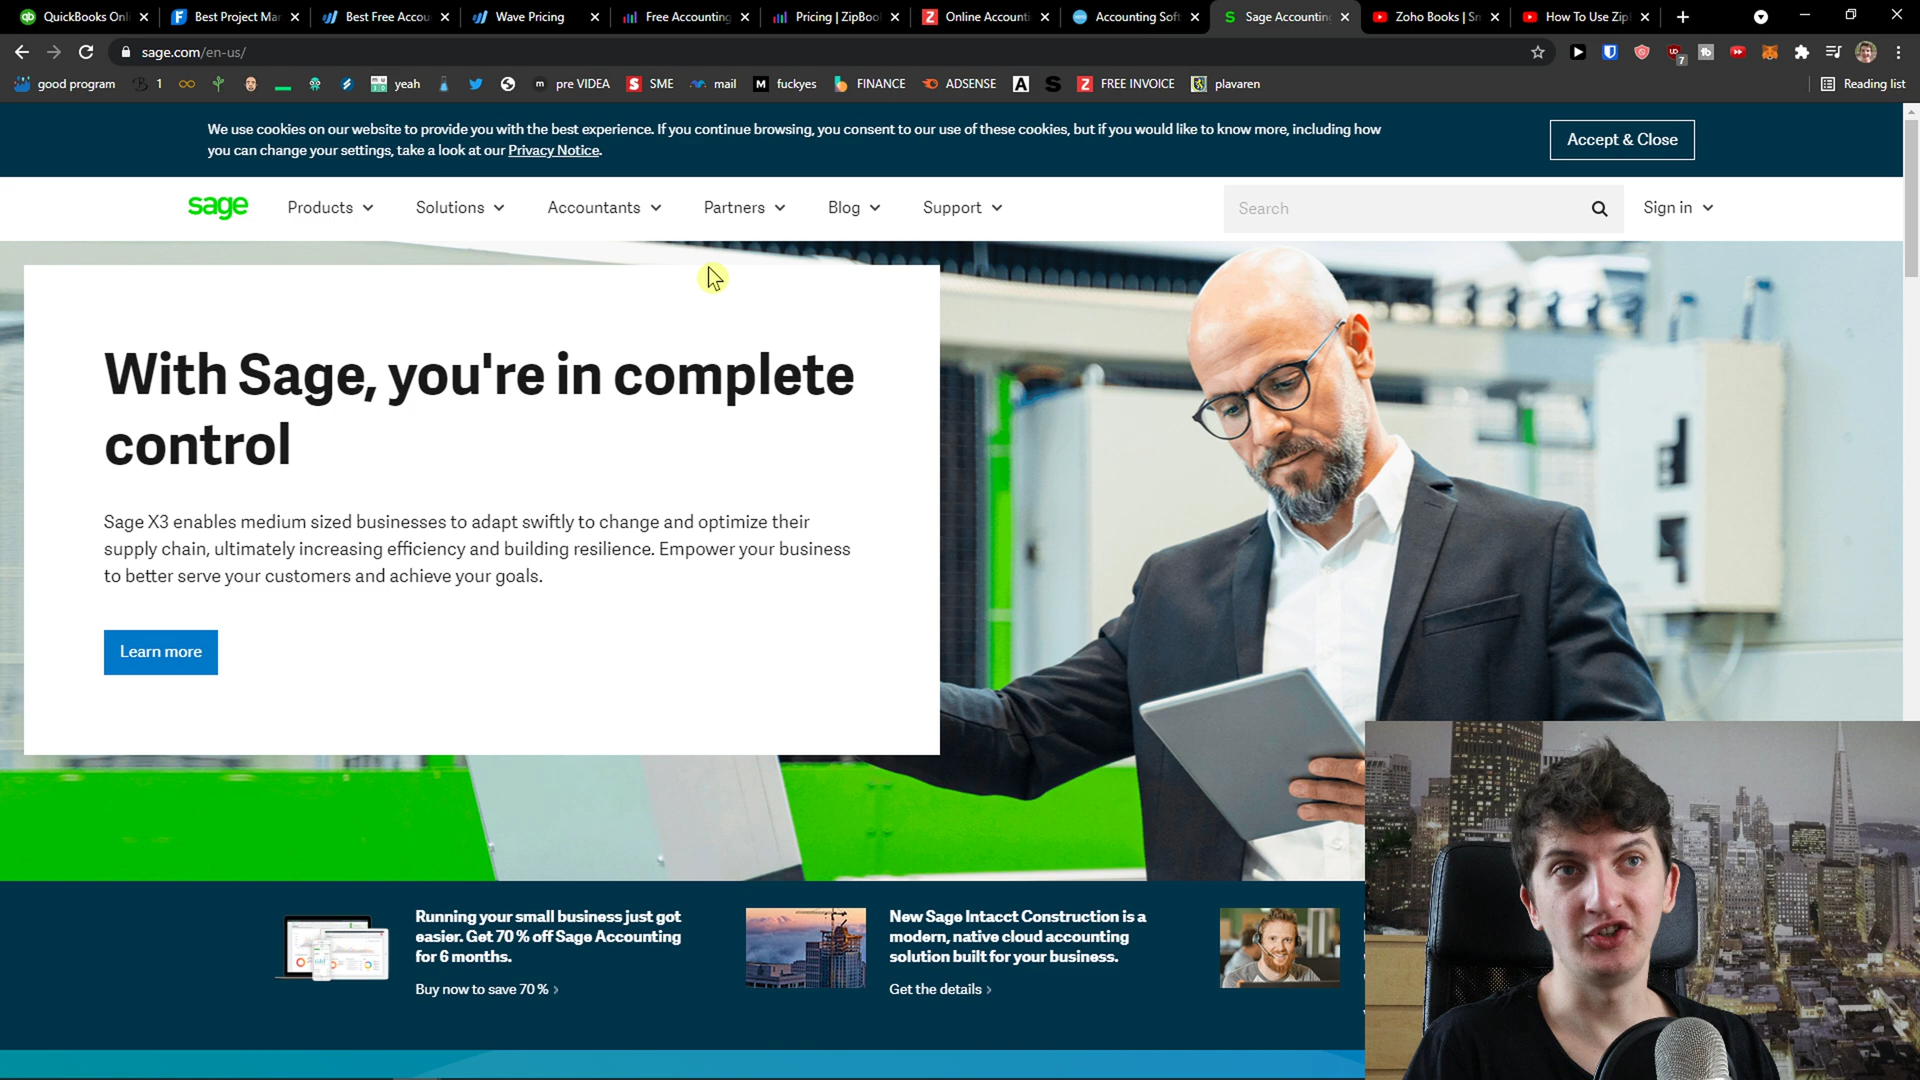 QuickBooks Onli
Best Project Mar
Best Free Accou
Wave Pricing
Free Accounting
Pricing | ZipBoo
Online Accounti
Accounting Soft
Sage Accounting
Zoho Books | Sm
How To Use Zip
sage.com/en-us/
7
good program
1
yeah
pre VIDEA
SME
mail
fuckyes
FINANCE
ADSENSE
FREE INVOICE
plavaren
Reading list
We use cookies on our website to provide you with the best experience. If you continue browsing, you consent to our use of these cookies, but if you would like to know more, including how
you can change your settings, take a look at our Privacy Notice.
Accept & Close
sage
Products
Solutions
Accountants
Partners
Blog
Support
Search
Sign in
With Sage, you're in complete
control
Sage X3 enables medium sized businesses to adapt swiftly to change and optimize their
supply chain, ultimately increasing efficiency and building resilience. Empower your business
to better serve your customers and achieve your goals.
Learn more
Running your small business just got
easier. Get 70 % off Sage Accounting
for 6 months.
Buy now to save 70 % >
New Sage Intacct Construction is a
modern, native cloud accounting
solution built for your business.
Get the details >